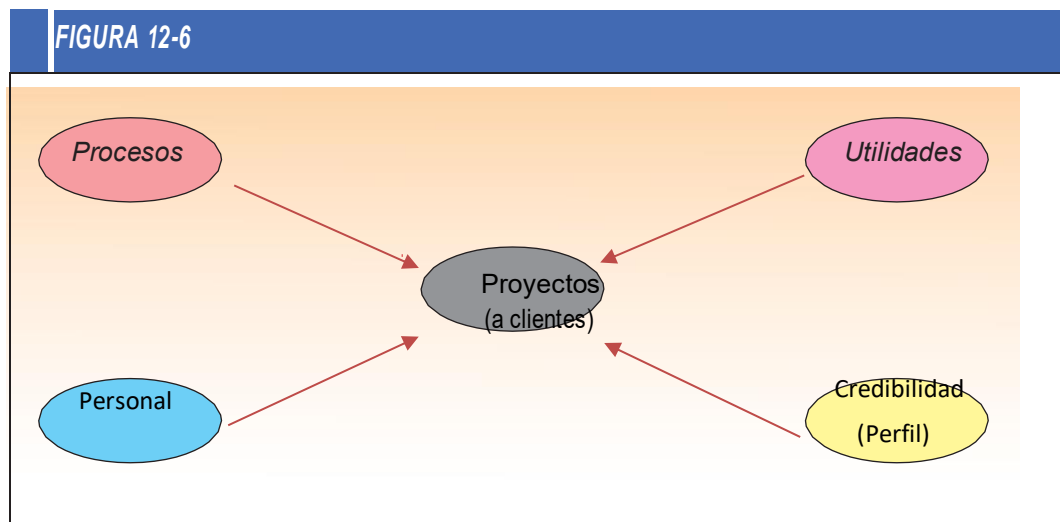 FIGURA 12-6
Procesos
Utilidades
Proyectos
(a clientes)
Personal
Credibilidad
(Perfil)